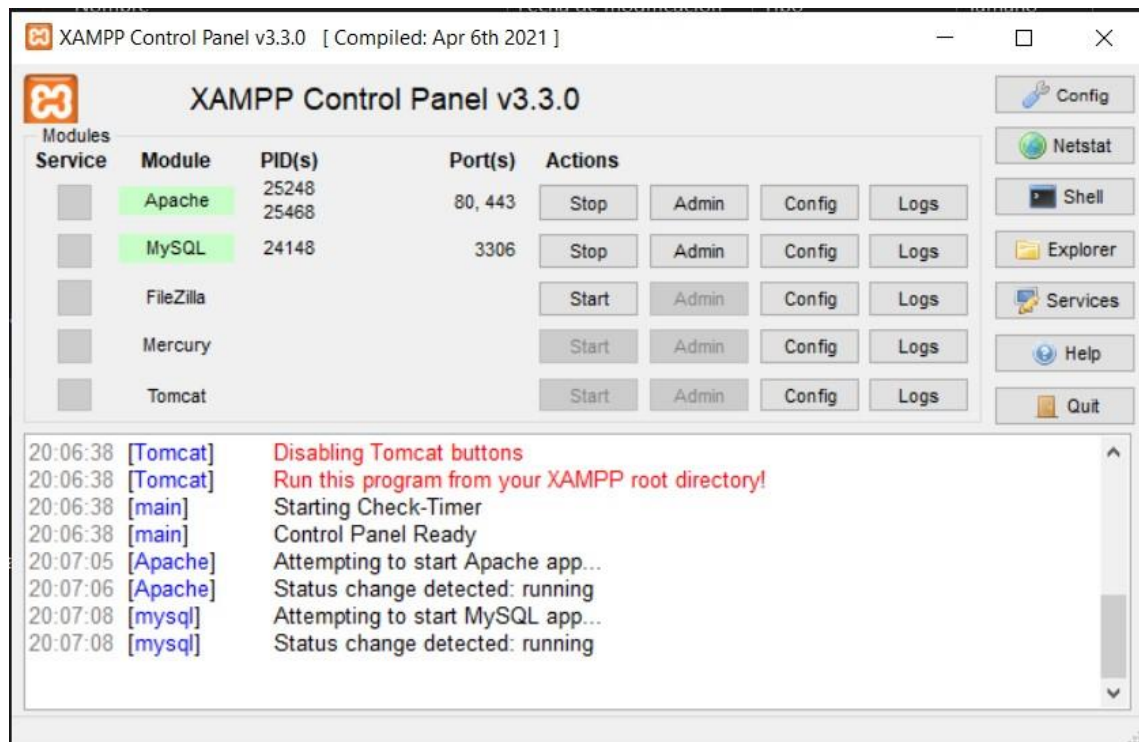 XAMPP Control Panel v3.3.0 [ Compiled: Apr 6th 2021 ]
XAMPP Control Panel v3.3.0
Config
Modules
Netstat
Service Module PID(s) Port(s) Actions
Apache 25248 25468 80, 443 Stop Admin Config Logs
Shell
MySQL 24148 3306 Stop Admin Config Logs
Explorer
FileZilla Start Admin Config Logs
Services
Mercury Start Admin Config Logs
Help
Tomcat Start Admin Config Logs
Quit
20:06:38 [Tomcat] Disabling Tomcat buttons
20:06:38 [Tomcat] Run this program from your XAMPP root directory!
20:06:38 [main] Starting Check-Timer
20:06:38 [main] Control Panel Ready
20:07:05 [Apache] Attempting to start Apache app...
20:07:06 [Apache] Status change detected: running
20:07:08 [mysql] Attempting to start MySQL app...
20:07:08 [mysql] Status change detected: running